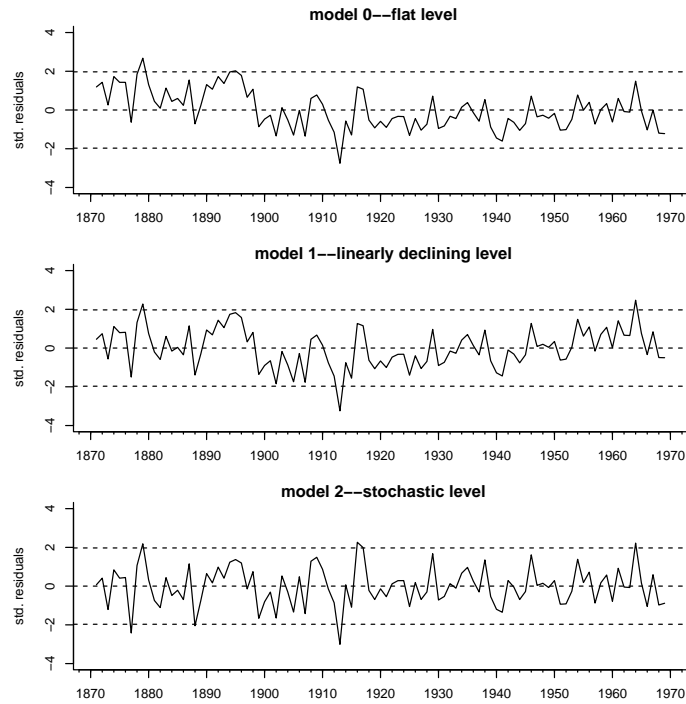 model 0−−flat level
std. residuals
4
2
0
−2
−4
1870 1880 1890 1900 1910 1920 1930 1940 1950 1960 1970
model 1−−linearly declining level
std. residuals
4
2
0
−2
−4
1870 1880 1890 1900 1910 1920 1930 1940 1950 1960 1970
model 2−−stochastic level
std. residuals
4
2
0
−2
−4
1870 1880 1890 1900 1910 1920 1930 1940 1950 1960 1970